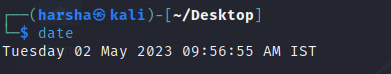 ┌──(harsha㉿kali)-[~/Desktop]
└─$ date
Tuesday 02 May 2023 09:56:55 AM IST